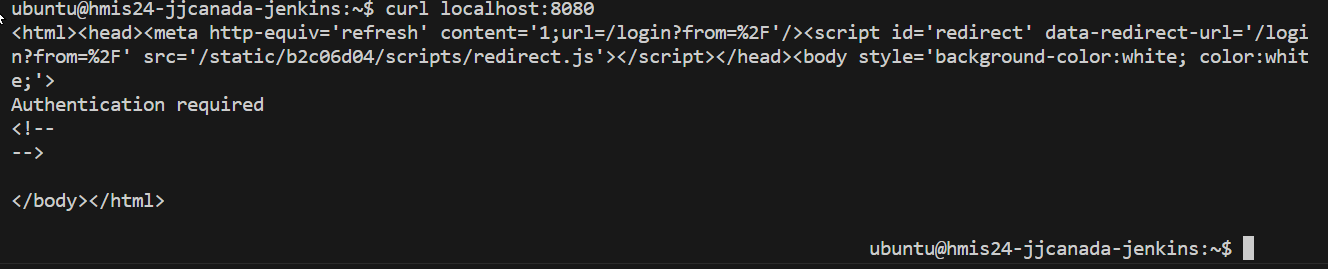 ubuntu@hmis24-jjcanada-jenkins:~$ curl localhost:8080
<html><head><meta http-equiv='refresh' content='1;url=/login?from=%2F'/><script id='redirect' data-redirect-url='/logi
n?from=%2F' src='/static/b2c06d04/scripts/redirect.js'></script></head><body style='background-color:white; color:whit
e;'>
Authentication required
<!--
-->
</body></html>
ubuntu@hmis24-jjcanada-jenkins:~$